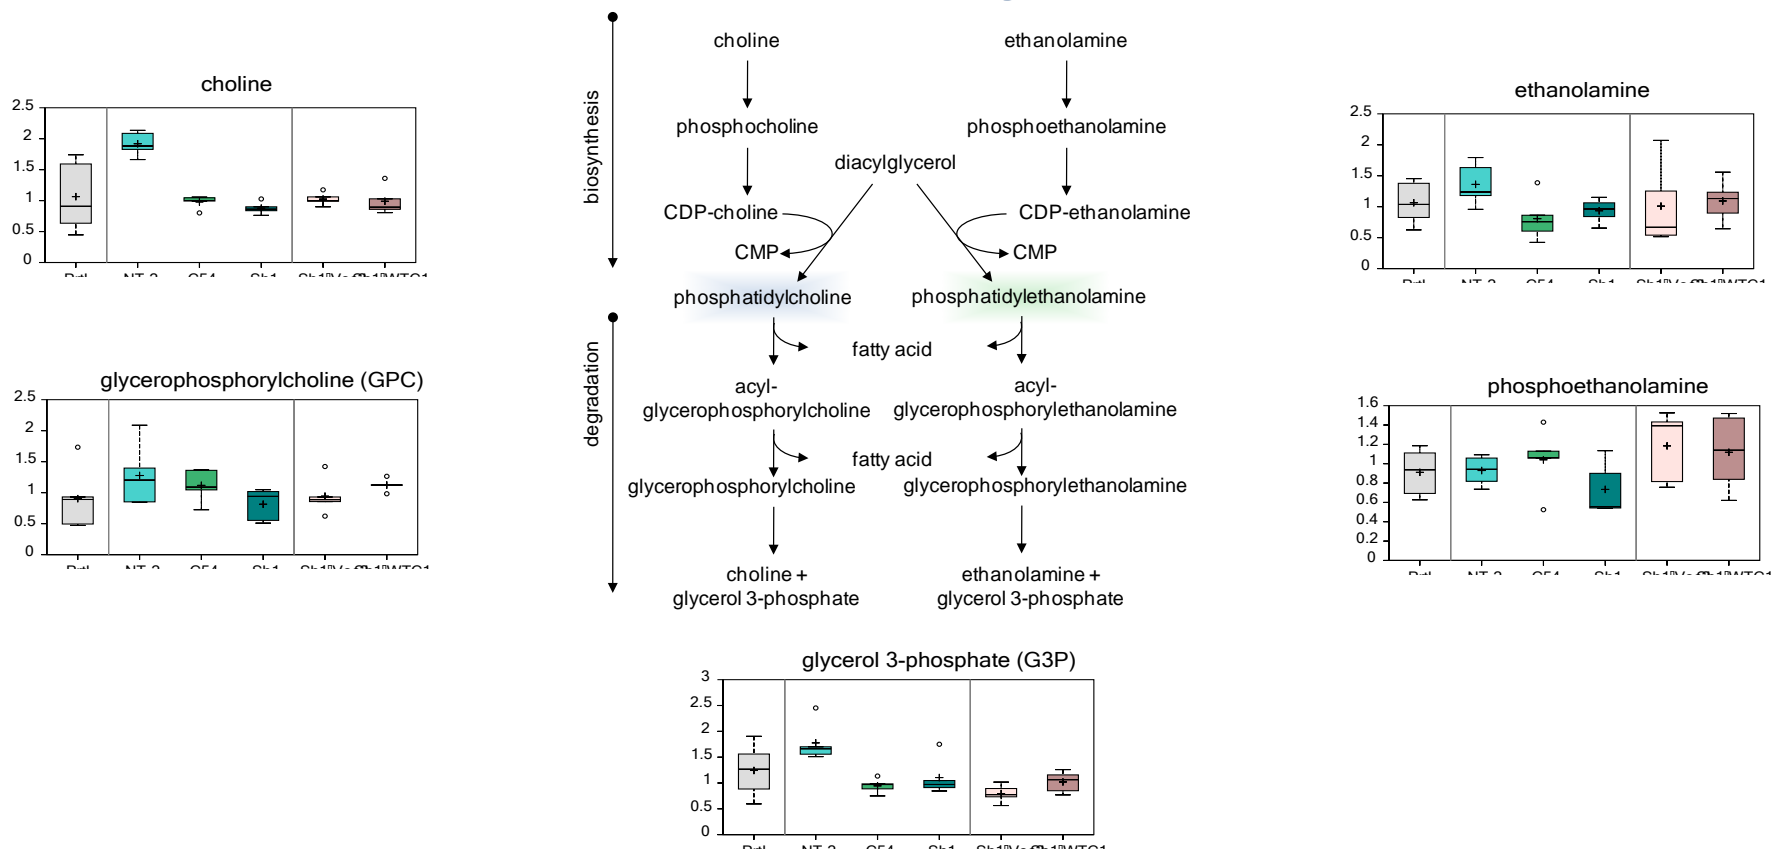 choline
ethanolamine
biosynthesis
phosphocholine
phosphoethanolamine
diacylglycerol
CDP-choline
CDP-ethanolamine
CMP
CMP
phosphatidylcholine
phosphatidylethanolamine
degradation
fatty acid
acyl-
glycerophosphorylcholine
acyl-
glycerophosphorylethanolamine
fatty acid
glycerophosphorylcholine
glycerophosphorylethanolamine
choline +
glycerol 3-phosphate
ethanolamine +
glycerol 3-phosphate
choline
2.5
2
1.5
1
0.5
0
glycerophosphorylcholine (GPC)
2.5
2
1.5
1
0.5
0
ethanolamine
2.5
2
1.5
1
0.5
0
phosphoethanolamine
1.6
1.4
1.2
1
0.8
0.6
0.4
0.2
0
glycerol 3-phosphate (G3P)
3
2.5
2
1.5
1
0.5
0